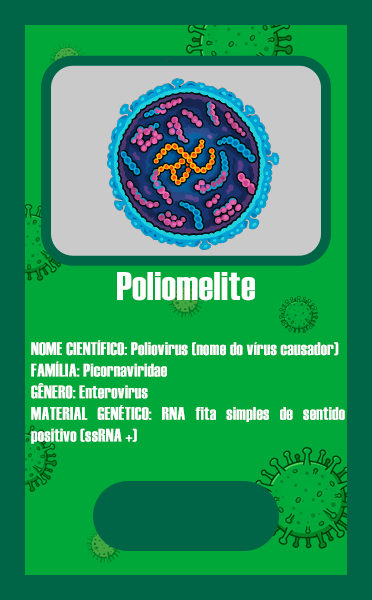 Poliomelite
NOME CIENTÍFICO: Poliovirus (nome do vírus causador)
FAMÍLIA: Picornaviridae
GÊNERO: Enterovirus
MATERIAL GENÉTICO: RNA fita simples de sentido
positivo (ssRNA +)